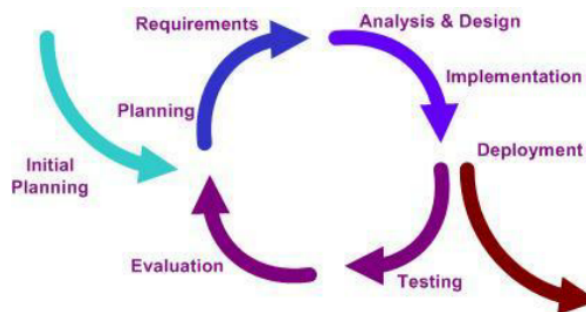 Requirements
Analysis & Design
Implementation
Planning
Deployment
Initial
Planning
Evaluation
Testing